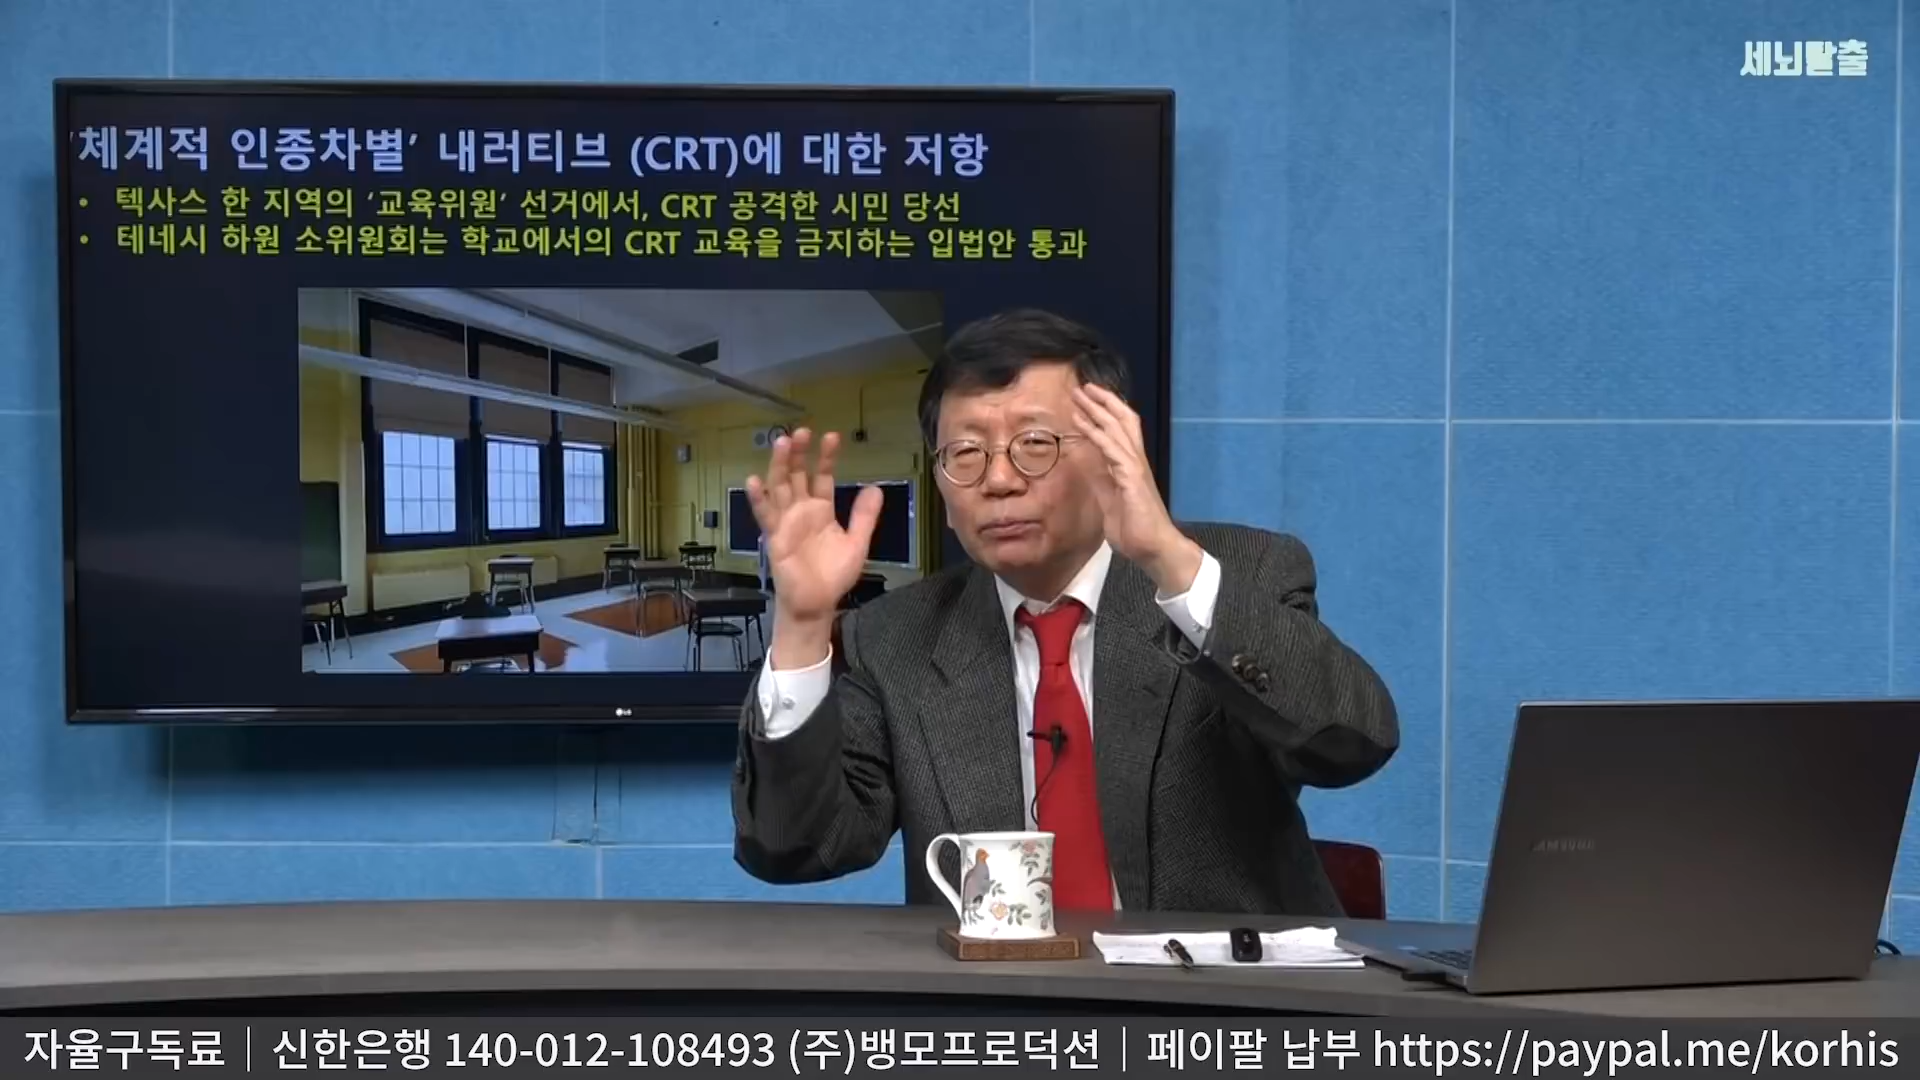 세뇌탈출
'체계적 인종차별' 내러티브 (CRT)에 대한 저항
• 텍사스 한 지역의 '교육위원' 선거에서, CRT 공격한 시민 당선
• 테네시 하원 소위원회는 학교에서의 CRT 교육을 금지하는 입법안 통과
LG
SAMSUNG
자율구독료│신한은행 140-012-108493 (주)뱅모프로덕션│페이팔 납부 https://paypal.me/korhis